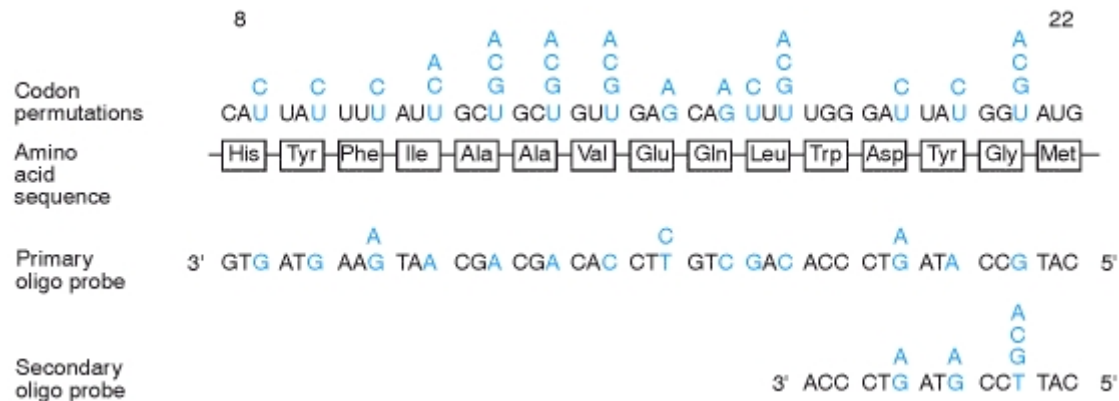 8 22
A A A A A
A C C C C C
Codon C C C C G G G A A C G C C G
permutations CAU UAU UUU AUU GCU GCU GUU GAG CAG UUU UGG GAU UAU GGU AUG
Amino His Tyr Phe Ile Ala Ala Val Glu Gln Leu Trp Asp Tyr Gly Met
acid
sequence
A C A
Primary 3' GTG ATG AAG TAA CGA CGA CAC CTT GTC GAC ACC CTG ATA CCG TAC 5'
oligo probe
A
C
A A G
Secondary 3' ACC CTG ATG CCT TAC 5'
oligo probe